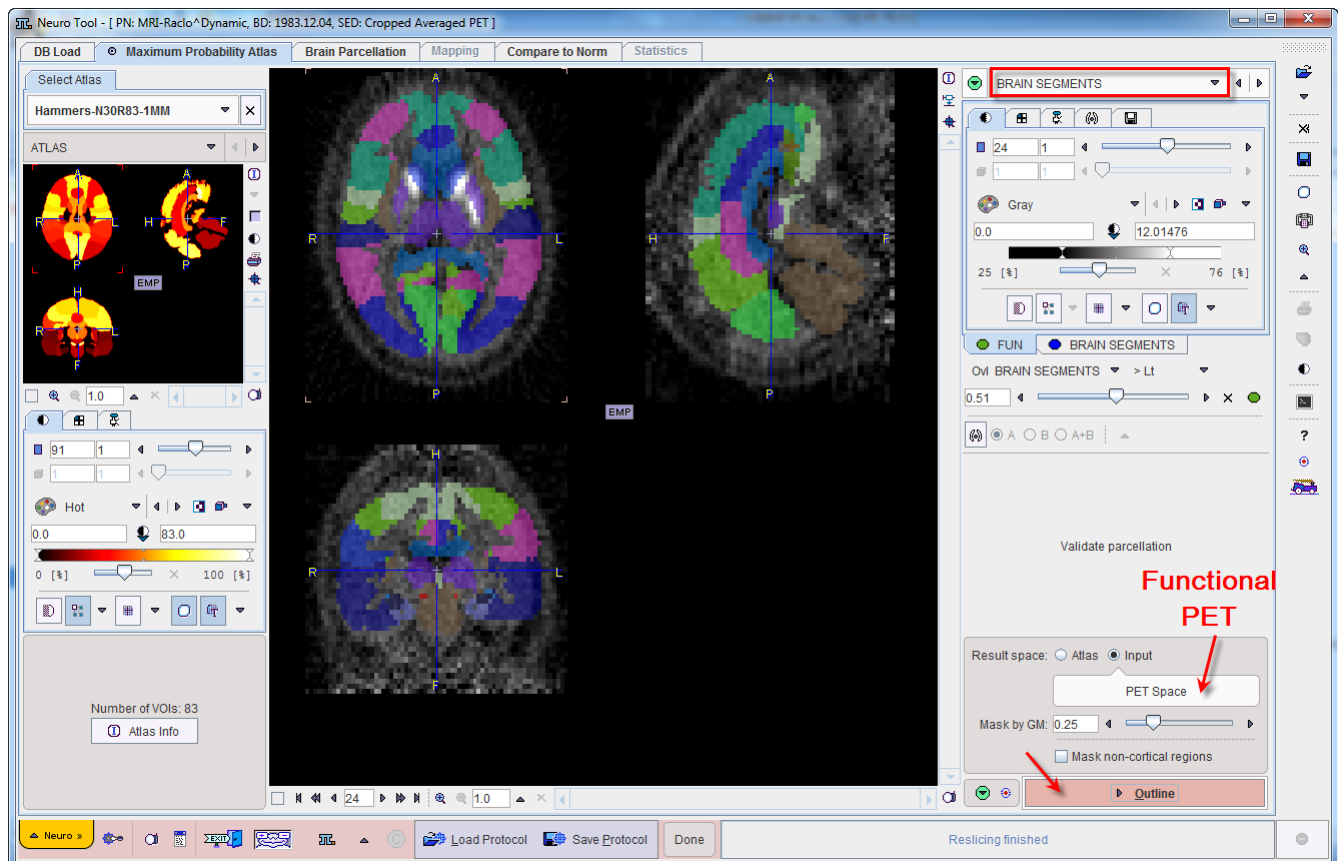 Neuro Tool - [ PN: MRI-Raclo^Dynamic, BD: 1983.12.04, SED: Cropped Averaged PET ]
DB Load Maximum Probability Atlas Brain Parcellation Mapping Compare to Norm Statistics
Select Atlas
Hammers-N30R83-1MM
ATLAS
A
R L
P
A
H F
P
EMP
H
R L
F
1.0
91 1
1 1
Hot
0.0 83.0
0 [%] 100 [%]
Number of VOIs: 83
Atlas Info
A
R L
P
A
H F
P
EMP
H
R L
F
24 1.0
BRAIN SEGMENTS
24 1
1 1
Gray
0.0 12.01476
25 [%] 76 [%]
FUN BRAIN SEGMENTS
Ovl BRAIN SEGMENTS > Lt
0.51
A B A+B
Validate parcellation
Functional
PET
Result space: Atlas Input
PET Space
Mask by GM: 0.25
Mask non-cortical regions
Outline
Neuro »
EXIT
Load Protocol Save Protocol Done Reslicing finished